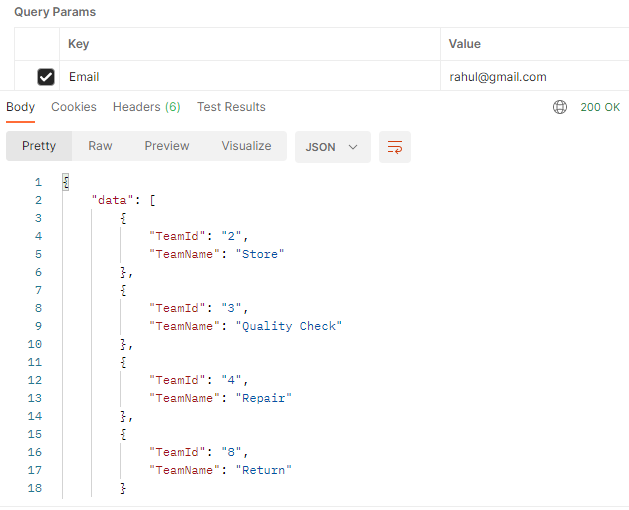 Query Params
Key Value
Email rahul@gmail.com
Body Cookies Headers (6) Test Results 200 OK
Pretty Raw Preview Visualize JSON
1 {
2 "data": [
3 {
4 "TeamId": "2",
5 "TeamName": "Store"
6 },
7 {
8 "TeamId": "3",
9 "TeamName": "Quality Check"
10 },
11 {
12 "TeamId": "4",
13 "TeamName": "Repair"
14 },
15 {
16 "TeamId": "8",
17 "TeamName": "Return"
18 }